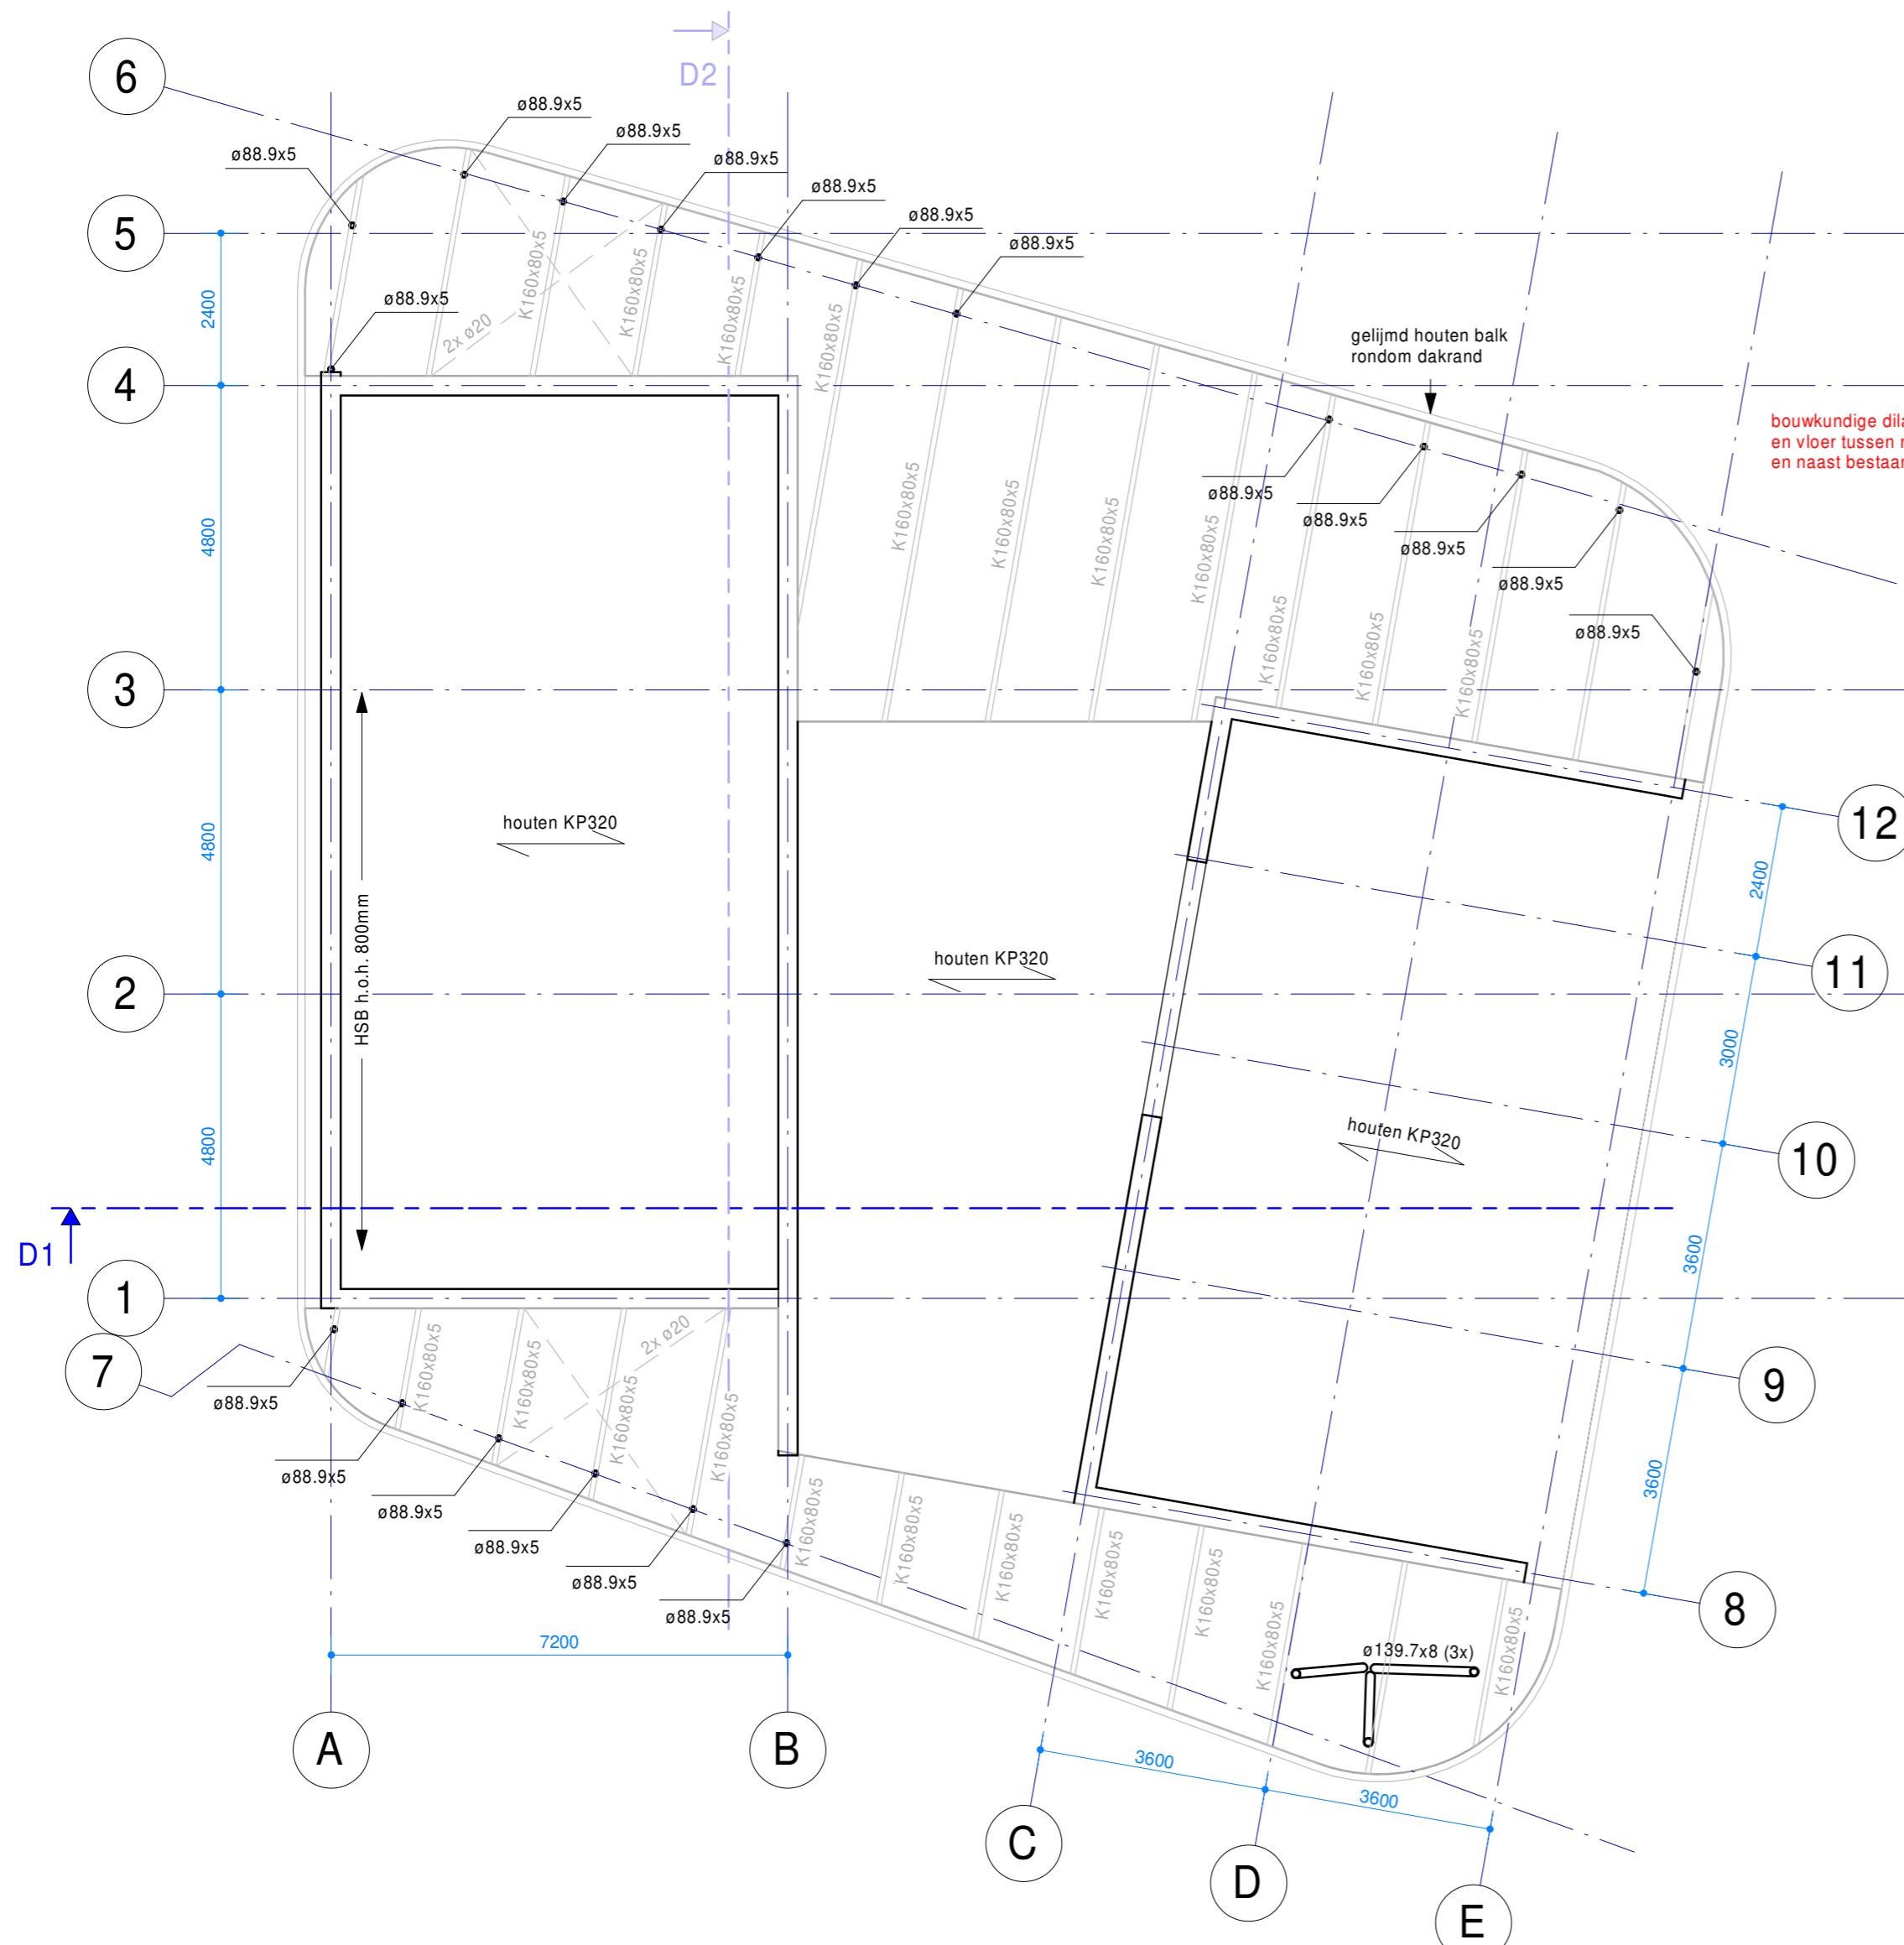 6
D2
ø88.9x5
ø88.9x5
ø88.9x5
ø88.9x5
ø88.9x5
ø88.9x5
ø88.9x5
5
K160x80x5
K160x80x5
K160x80x5
K160x80x5
2400
ø88.9x5
2x ø20
gelijmd houten balk
rondom dakrand
4
bouwkundige
en vloer tussen
en naast
ø88.9x5
ø88.9x5
ø88.9x5
ø88.9x5
ø88.9x5
4800
K160x80x5
K160x80x5
K160x80x5
K160x80x5
K160x80x5
K160x80x5
K160x80x5
3
houten KP320
4800
12
2400
HSB h.o.h. 800mm
houten KP320
2
11
3000
4800
houten KP320
10
D1
3600
1
7
2x ø20
9
K160x80x5
K160x80x5
K160x80x5
K160x80x5
ø88.9x5
ø88.9x5
ø88.9x5
ø88.9x5
ø88.9x5
ø88.9x5
3600
K160x80x5
K160x80x5
K160x80x5
K160x80x5
K160x80x5
K160x80x5
K160x80x5
8
7200
ø139.7x8 (3x)
A
B
3600
3600
C
D
E